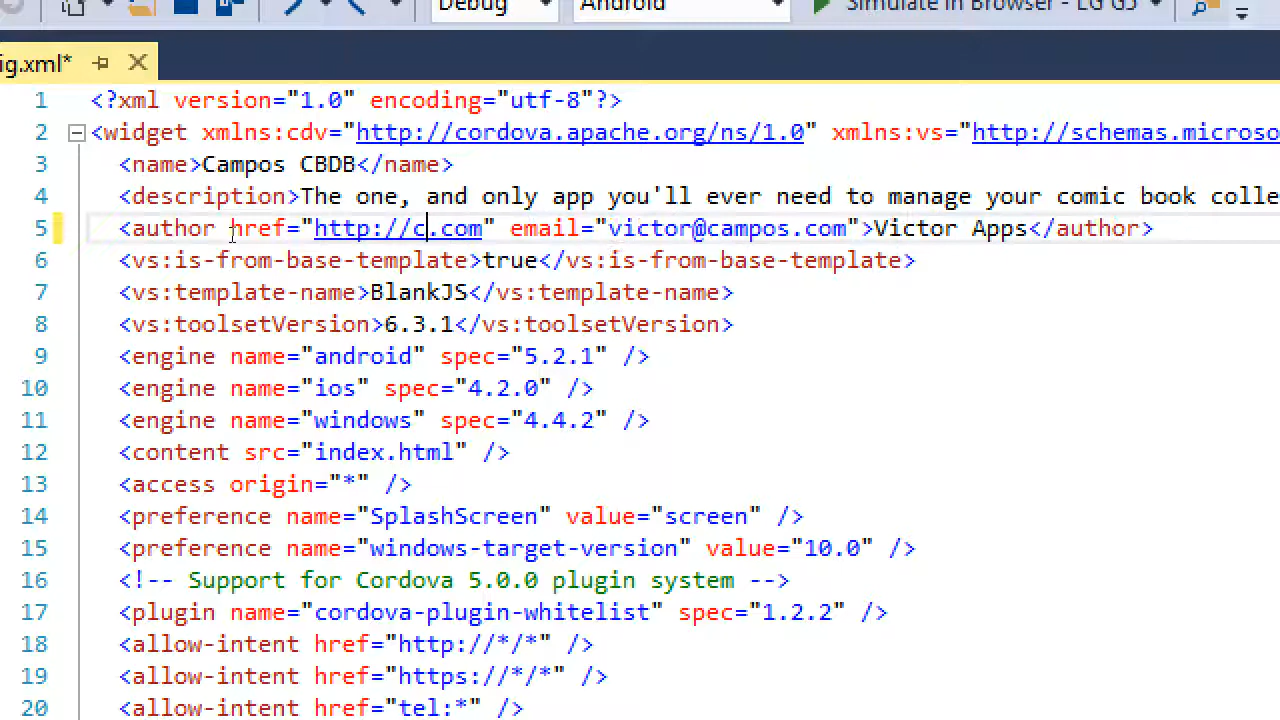 Debug Android Simulate in Browser - LG G5
ig.xml*
1 <?xml version="1.0" encoding="utf-8"?>
2 <widget xmlns:cdv="http://cordova.apache.org/ns/1.0" xmlns:vs="http://schemas.microso
3 <name>Campos CBDB</name>
4 <description>The one, and only app you'll ever need to manage your comic book colle
5 <author href="http://c.com" email="victor@campos.com">Victor Apps</author>
6 <vs:is-from-base-template>true</vs:is-from-base-template>
7 <vs:template-name>BlankJS</vs:template-name>
8 <vs:toolsetVersion>6.3.1</vs:toolsetVersion>
9 <engine name="android" spec="5.2.1" />
10 <engine name="ios" spec="4.2.0" />
11 <engine name="windows" spec="4.4.2" />
12 <content src="index.html" />
13 <access origin="*" />
14 <preference name="SplashScreen" value="screen" />
15 <preference name="windows-target-version" value="10.0" />
16 <!-- Support for Cordova 5.0.0 plugin system -->
17 <plugin name="cordova-plugin-whitelist" spec="1.2.2" />
18 <allow-intent href="http://*/*" />
19 <allow-intent href="https://*/*" />
20 <allow-intent href="tel:*" />